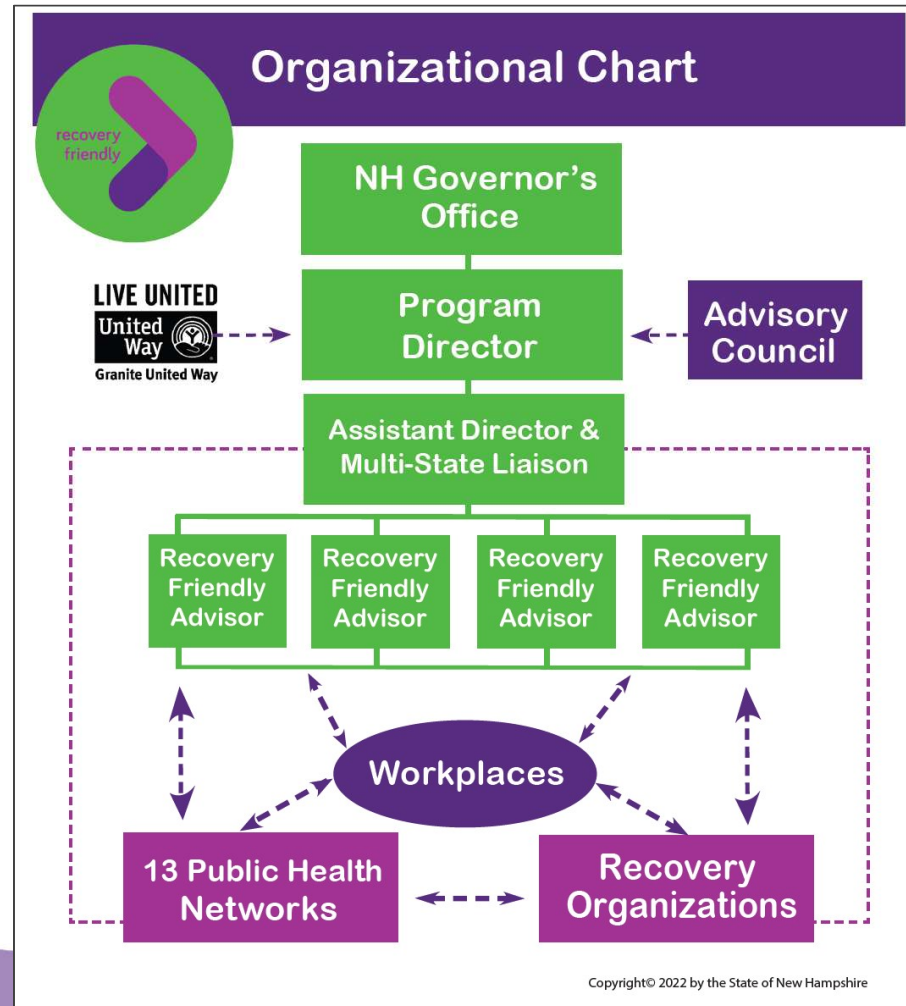 Organizational Chart
recovery
friendly
NH Governor's
Office
LIVE UNITED
United
Way
Granite United Way
Program
Director
Advisory
Council
Assistant Director &
Multi-State Liaison
Recovery
Friendly
Advisor
Recovery
Friendly
Advisor
Recovery
Friendly
Advisor
Recovery
Friendly
Advisor
Workplaces
13 Public Health
Networks
Recovery
Organizations
Copyright© 2022 by the State of New Hampshire